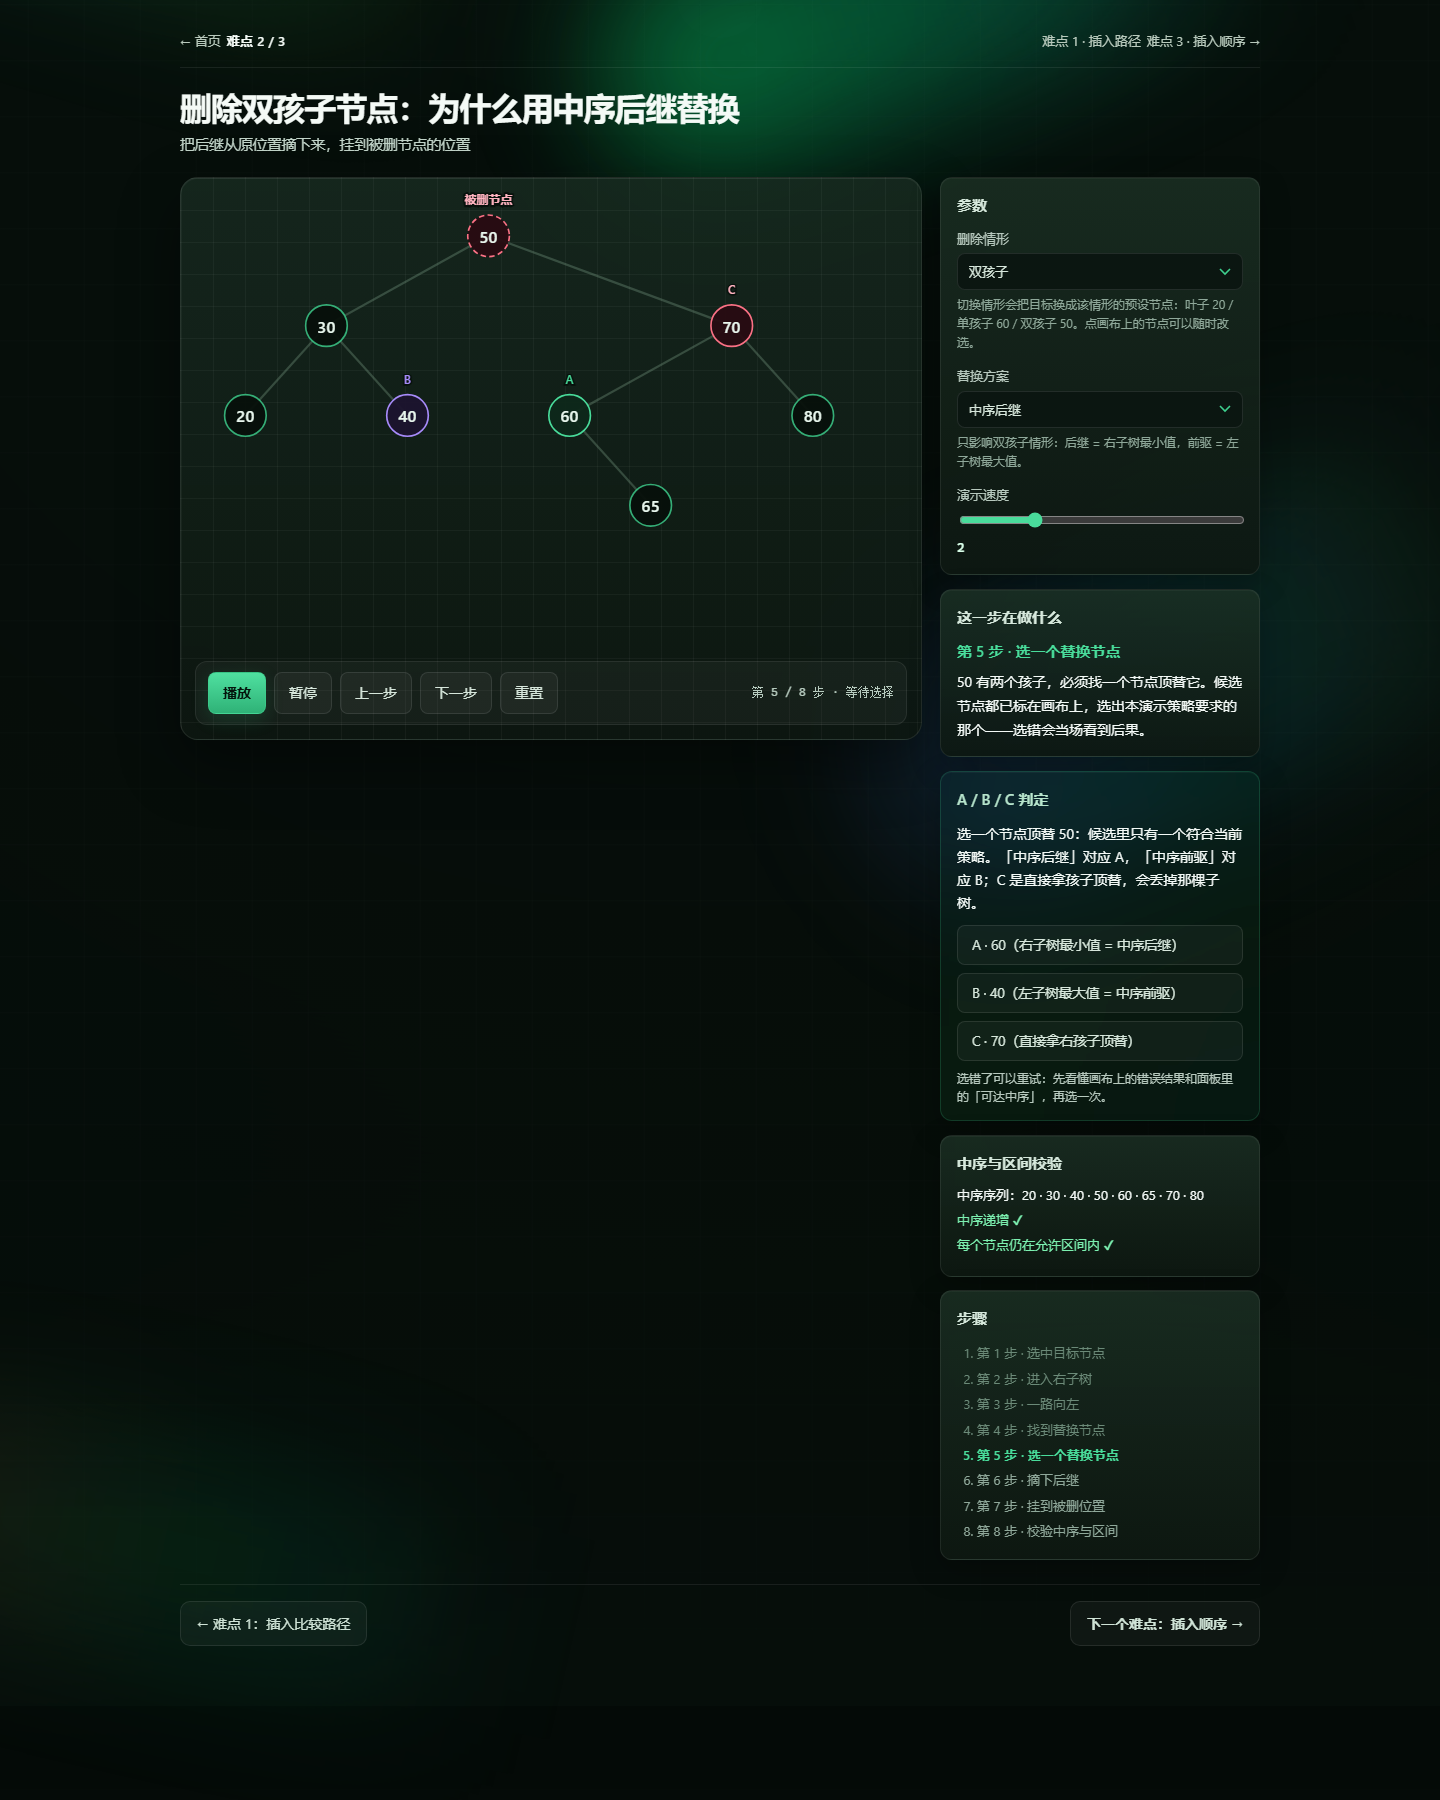 ← 首页 难点 2 / 3
难点 1 · 插入路径 难点 3 · 插入顺序 →
删除双孩子节点：为什么用中序后继替换
把后继从原位置摘下来，挂到被删节点的位置
被删节点
50
C
30
70
B
A
20
40
60
80
65
播放 暂停 上一步 下一步 重置 第 5 / 8 步 · 等待选择
参数
删除情形
双孩子
切换情形会把目标换成该情形的预设节点：叶子 20 /
单孩子 60 / 双孩子 50。点画布上的节点可以随时改
选。
替换方案
中序后继
只影响双孩子情形：后继 = 右子树最小值，前驱 = 左
子树最大值。
演示速度
2
这一步在做什么
第 5 步 · 选一个替换节点
50 有两个孩子，必须找一个节点顶替它。候选
节点都已标在画布上，选出本演示策略要求的
那个——选错会当场看到后果。
A / B / C 判定
选一个节点顶替 50：候选里只有一个符合当前
策略。「中序后继」对应 A，「中序前驱」对
应 B；C 是直接拿孩子顶替，会丢掉那棵子
树。
A · 60（右子树最小值 = 中序后继）
B · 40（左子树最大值 = 中序前驱）
C · 70（直接拿右孩子顶替）
选错了可以重试：先看懂画布上的错误结果和面板里
的「可达中序」，再选一次。
中序与区间校验
中序序列：20 · 30 · 40 · 50 · 60 · 65 · 70 · 80
中序递增 ✓
每个节点仍在允许区间内 ✓
步骤
1. 第 1 步 · 选中目标节点
2. 第 2 步 · 进入右子树
3. 第 3 步 · 一路向左
4. 第 4 步 · 找到替换节点
5. 第 5 步 · 选一个替换节点
6. 第 6 步 · 摘下后继
7. 第 7 步 · 挂到被删位置
8. 第 8 步 · 校验中序与区间
← 难点 1：插入比较路径
下一个难点：插入顺序 →